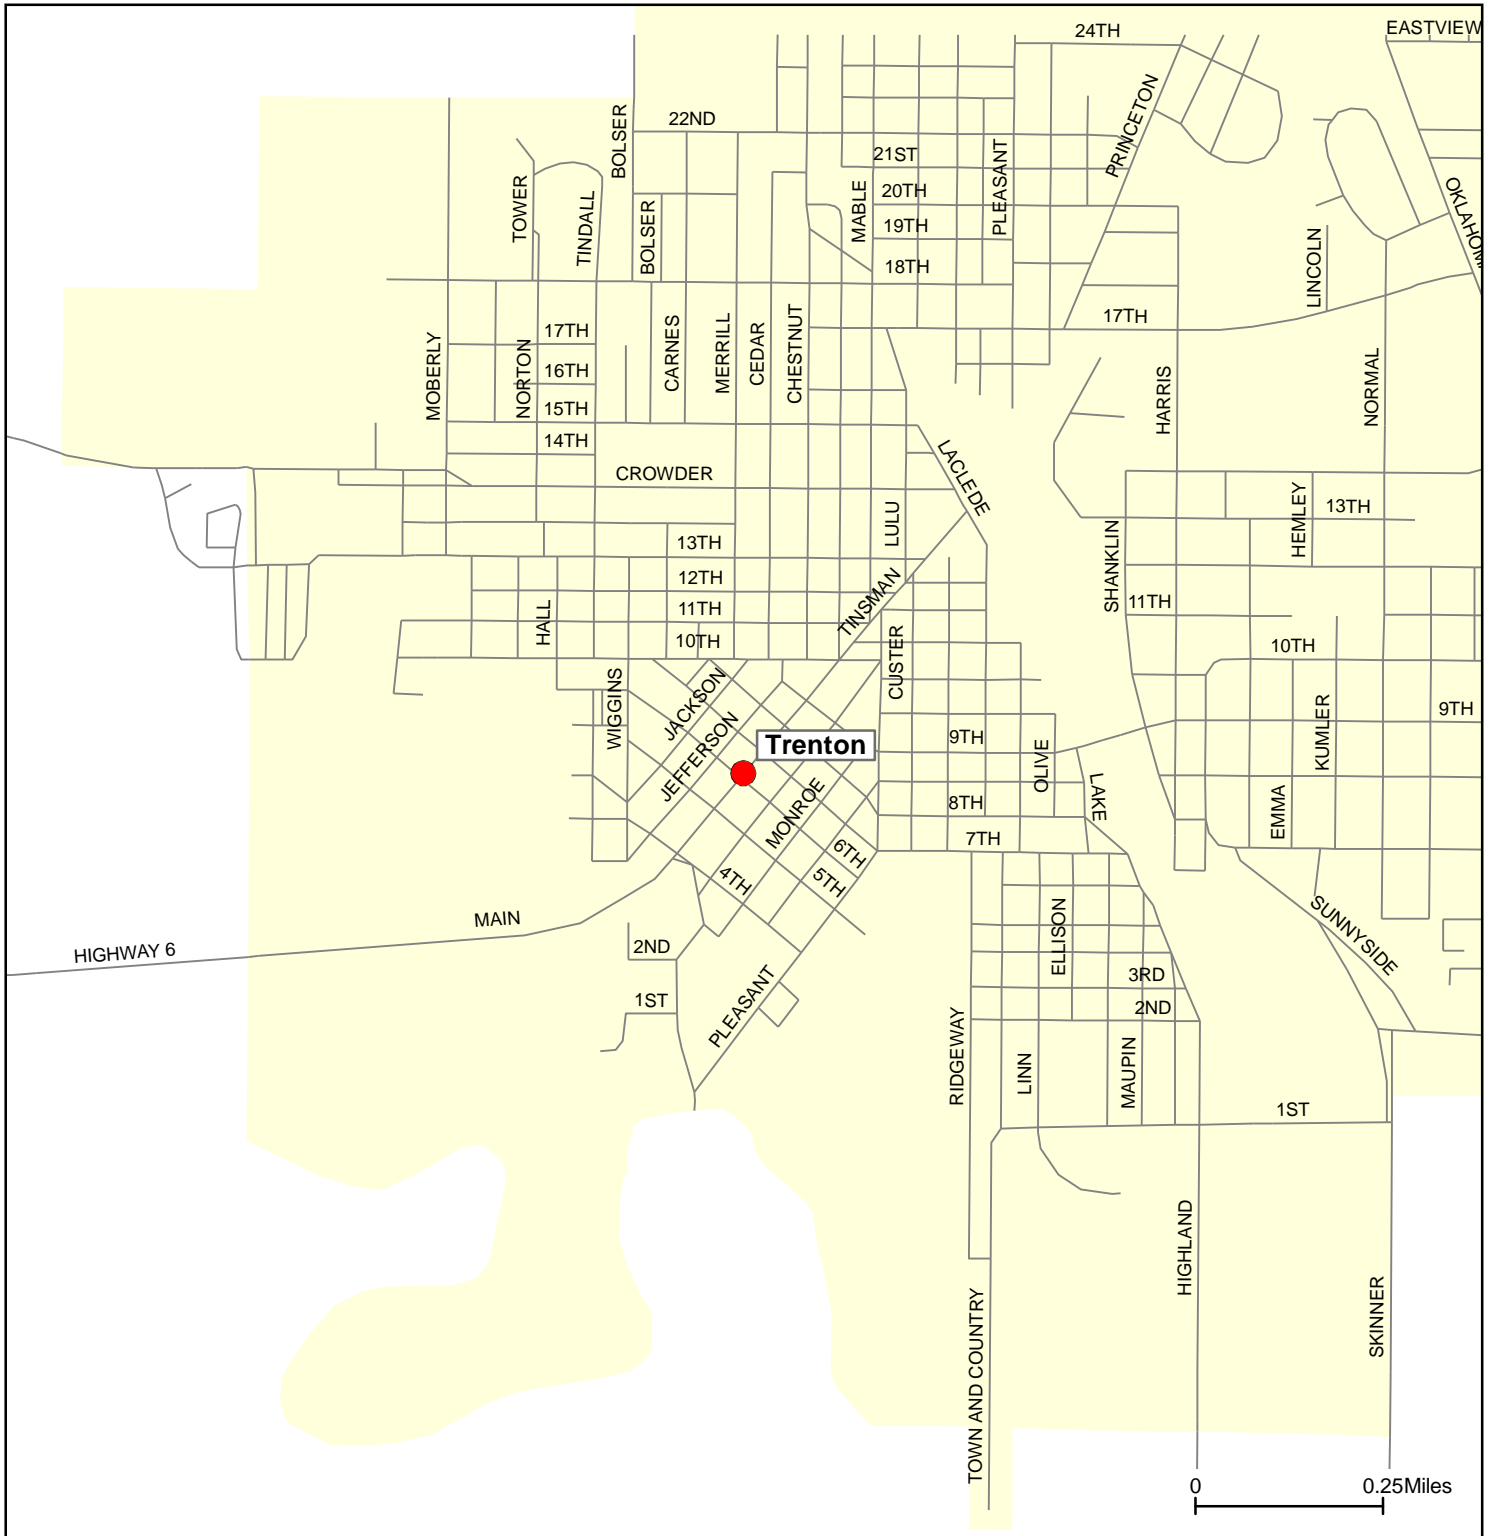 EASTVIEW
24TH
PRINCETON
BOLSER
22ND
21ST
PLEASANT
20TH
MABLE
TOWER
TINDALL
BOLSER
19TH
18TH
LINCOLN
17TH
17TH
CARNES
MERRILL
CEDAR
CHESTNUT
MOBERLY
NORTON
16TH
15TH
14TH
HARRIS
NORMAL
CROWDER
LACLEDE
LULU
HEMLEY
13TH
13TH
12TH
11TH
10TH
HALL
TINSMAN
SHANKLIN
11TH
CUSTER
10TH
WIGGINS
JACKSON
JEFFERSON
Trenton
9TH
OLIVE
KUMLER
9TH
LAKE
MONROE
8TH
EMMA
7TH
6TH
5TH
4TH
MAIN
HIGHWAY 6
2ND
1ST
PLEASANT
ELLISON
3RD
2ND
SUNNYSIDE
RIDGEWAY
LINN
MAUPIN
1ST
HIGHLAND
SKINNER
TOWN AND COUNTRY
0
0.25Miles